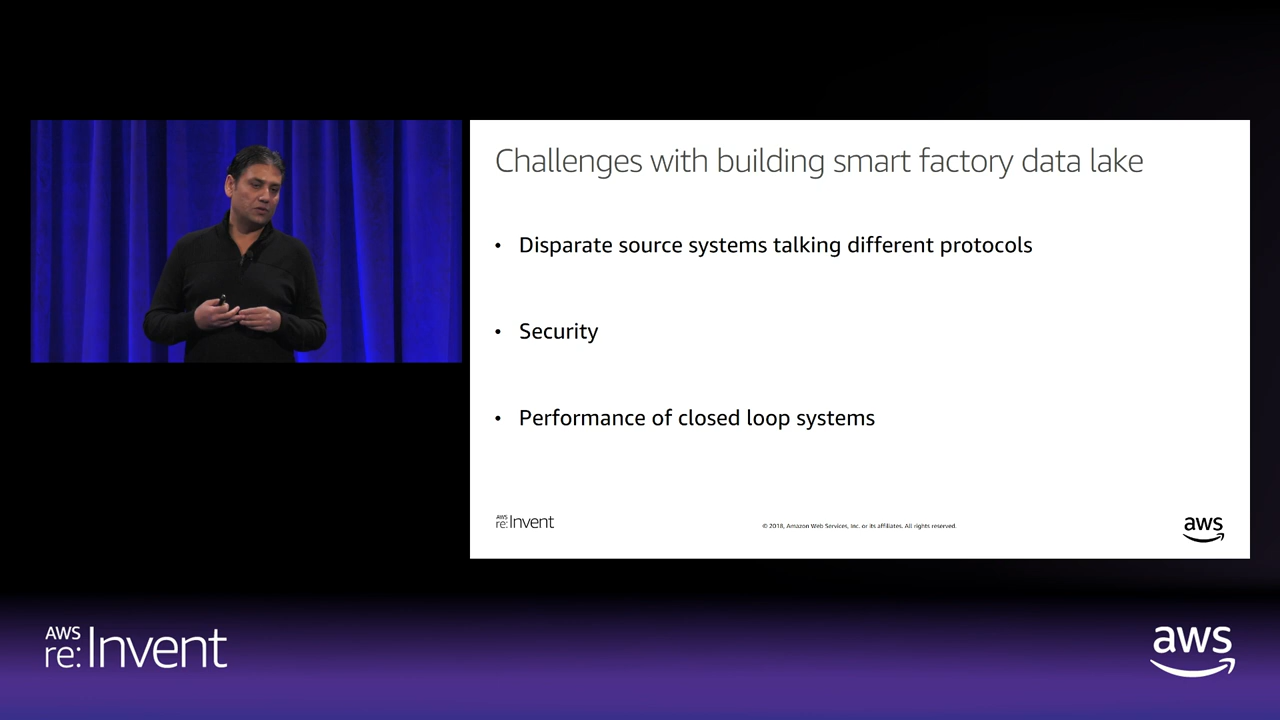 Challenges with building smart factory data lake
• Disparate source systems talking different protocols
• Security
• Performance of closed loop systems
AWS
re:Invent
© 2018, Amazon Web Services, Inc. or its affiliates. All rights reserved.
aws
AWS
re:Invent
aws